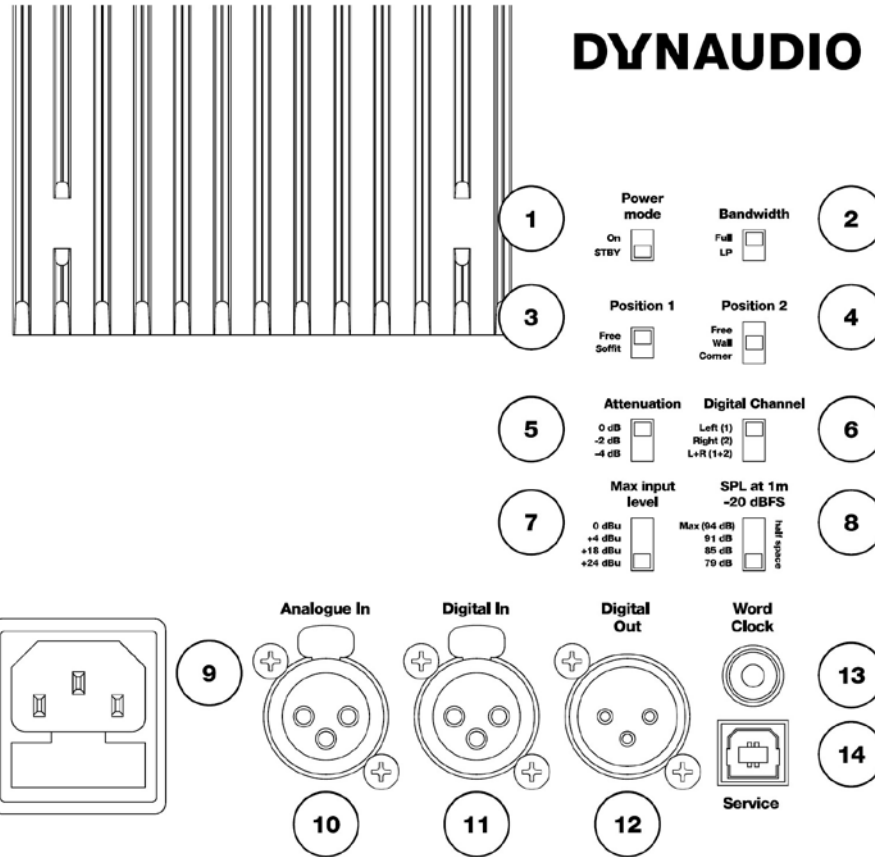 DYNAUDIO
1
Power
mode
On
STBY
Bandwidth
Full
LP
2
3
Position 1
Free
Soffit
Position 2
Free
Wall
Corner
4
5
Attenuation
0 dB
-2 dB
-4 dB
Digital Channel
Left (1)
Right (2)
L+R (1+2)
6
7
Max input
level
0 dBu
+4 dBu
+18 dBu
+24 dBu
SPL at 1m
-20 dBFS
Max (94 dB)
91 dB
85 dB
79 dB
half space
8
9
Analogue In
10
Digital In
11
Digital
Out
12
Word
Clock
13
14
Service